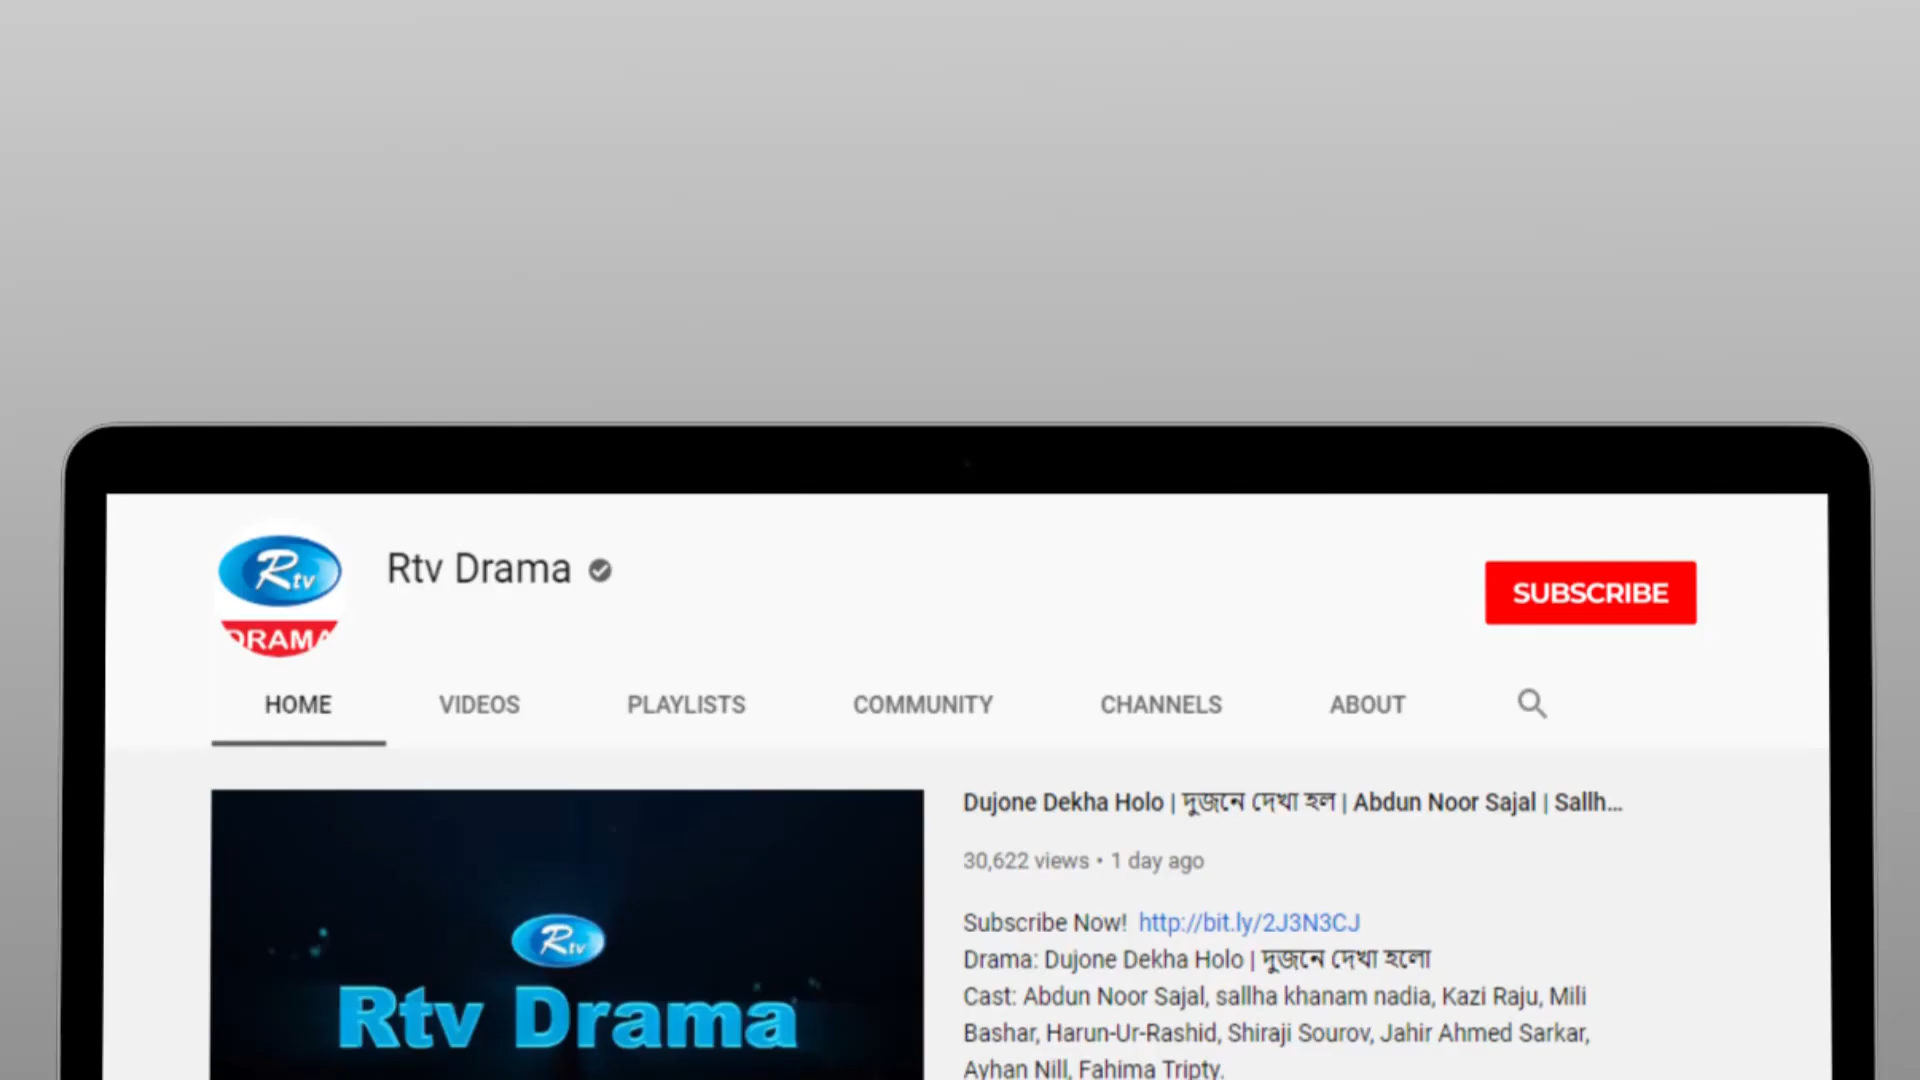 Rtv
DRAMA
Rtv Drama
SUBSCRIBE
HOME VIDEOS PLAYLISTS COMMUNITY CHANNELS ABOUT
Dujone Dekha Holo | দুজনে দেখা হল | Abdun Noor Sajal | Sallh...
30,622 views • 1 day ago
Subscribe Now! http://bit.ly/2J3N3CJ
Drama: Dujone Dekha Holo | দুজনে দেখা হলো
Cast: Abdun Noor Sajal, sallha khanam nadia, Kazi Raju, Mili
Bashar, Harun-Ur-Rashid, Shiraji Sourov, Jahir Ahmed Sarkar,
Ayhan Nill, Fahima Tripty.
Rtv
Rtv Drama